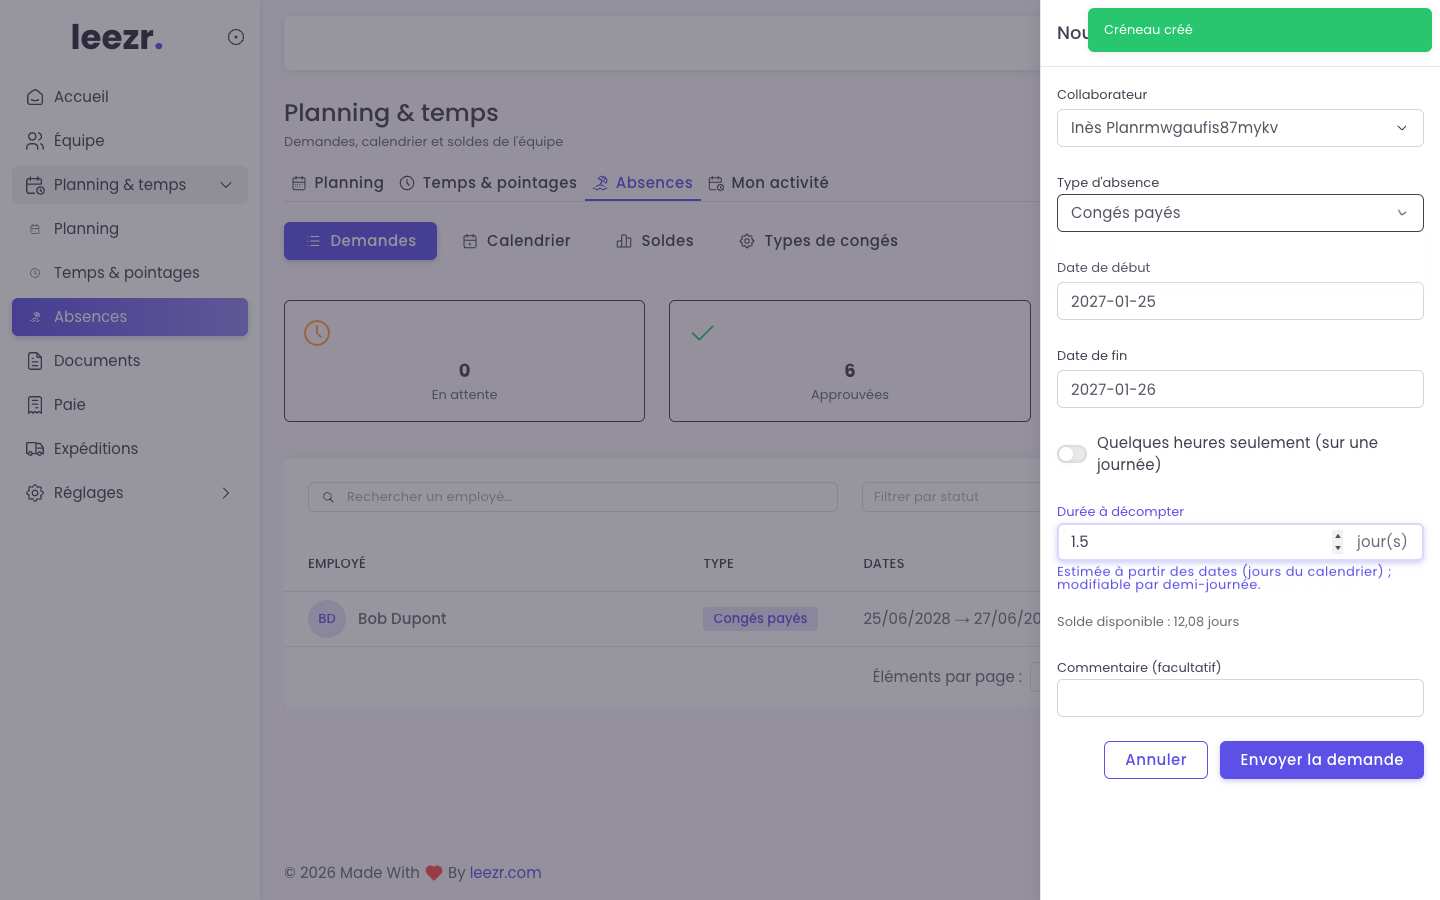 leezr.
Accueil
Équipe
Planning & temps
Planning
Temps & pointages
Absences
Documents
Paie
Expéditions
Réglages
Planning & temps
Demandes, calendrier et soldes de l'équipe
Planning
Temps & pointages
Absences
Mon activité
Demandes
Calendrier
Soldes
Types de congés
0
En attente
6
Approuvées
Rechercher un employé...
Filtrer par statut
EMPLOYÉ
TYPE
DATES
BD
Bob Dupont
Congés payés
25/06/2028 → 27/06/20
Éléments par page :
© 2026 Made With By leezr.com
Créneau créé
Collaborateur
Inès Planrmwgaufis87mykv
Type d'absence
Congés payés
Date de début
2027-01-25
Date de fin
2027-01-26
Quelques heures seulement (sur une
journée)
Durée à décompter
1.5
jour(s)
Estimée à partir des dates (jours du calendrier) ;
modifiable par demi-journée.
Solde disponible : 12,08 jours
Commentaire (facultatif)
Annuler
Envoyer la demande